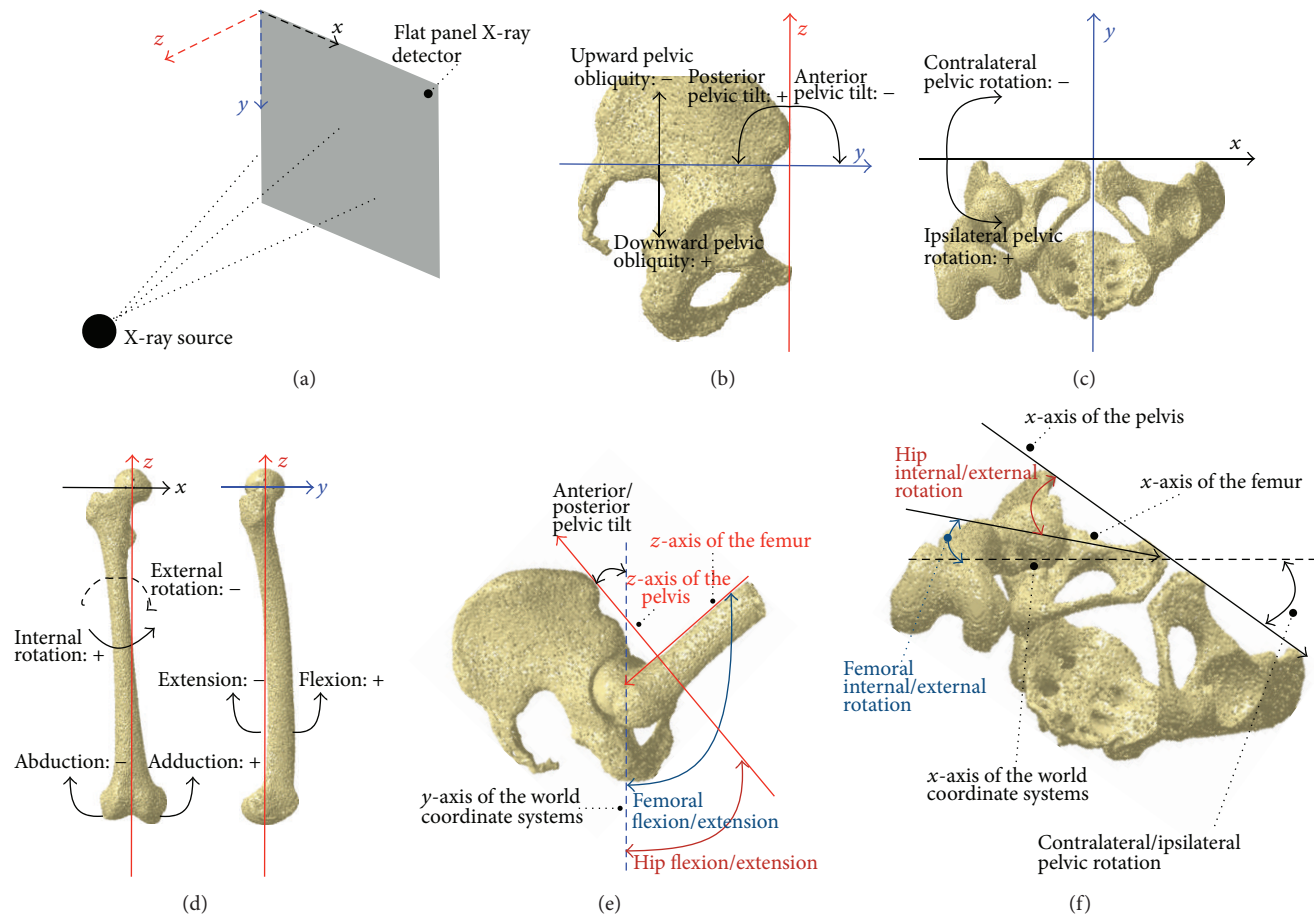 x
z
y
Flat panel X-ray
detector
X-ray source
(a)
z
Upward pelvic
obliquity: −
Posterior
pelvic tilt: +
Anterior
pelvic tilt: −
y
Downward pelvic
obliquity: +
(b)
y
Contralateral
pelvic rotation: −
x
Ipsilateral pelvic
rotation: +
(c)
z
x
External
rotation: −
Internal
rotation: +
Abduction: −
Adduction: +
z
y
Extension: −
Flexion: +
(d)
Anterior/
posterior
pelvic tilt
z-axis of the femur
z-axis of the
pelvis
y-axis of the world
coordinate systems
Femoral
flexion/extension
Hip flexion/extension
(e)
x-axis of the pelvis
Hip
internal/external
rotation
x-axis of the femur
Femoral
internal/external
rotation
x-axis of the world
coordinate systems
Contralateral/ipsilateral
pelvic rotation
(f)